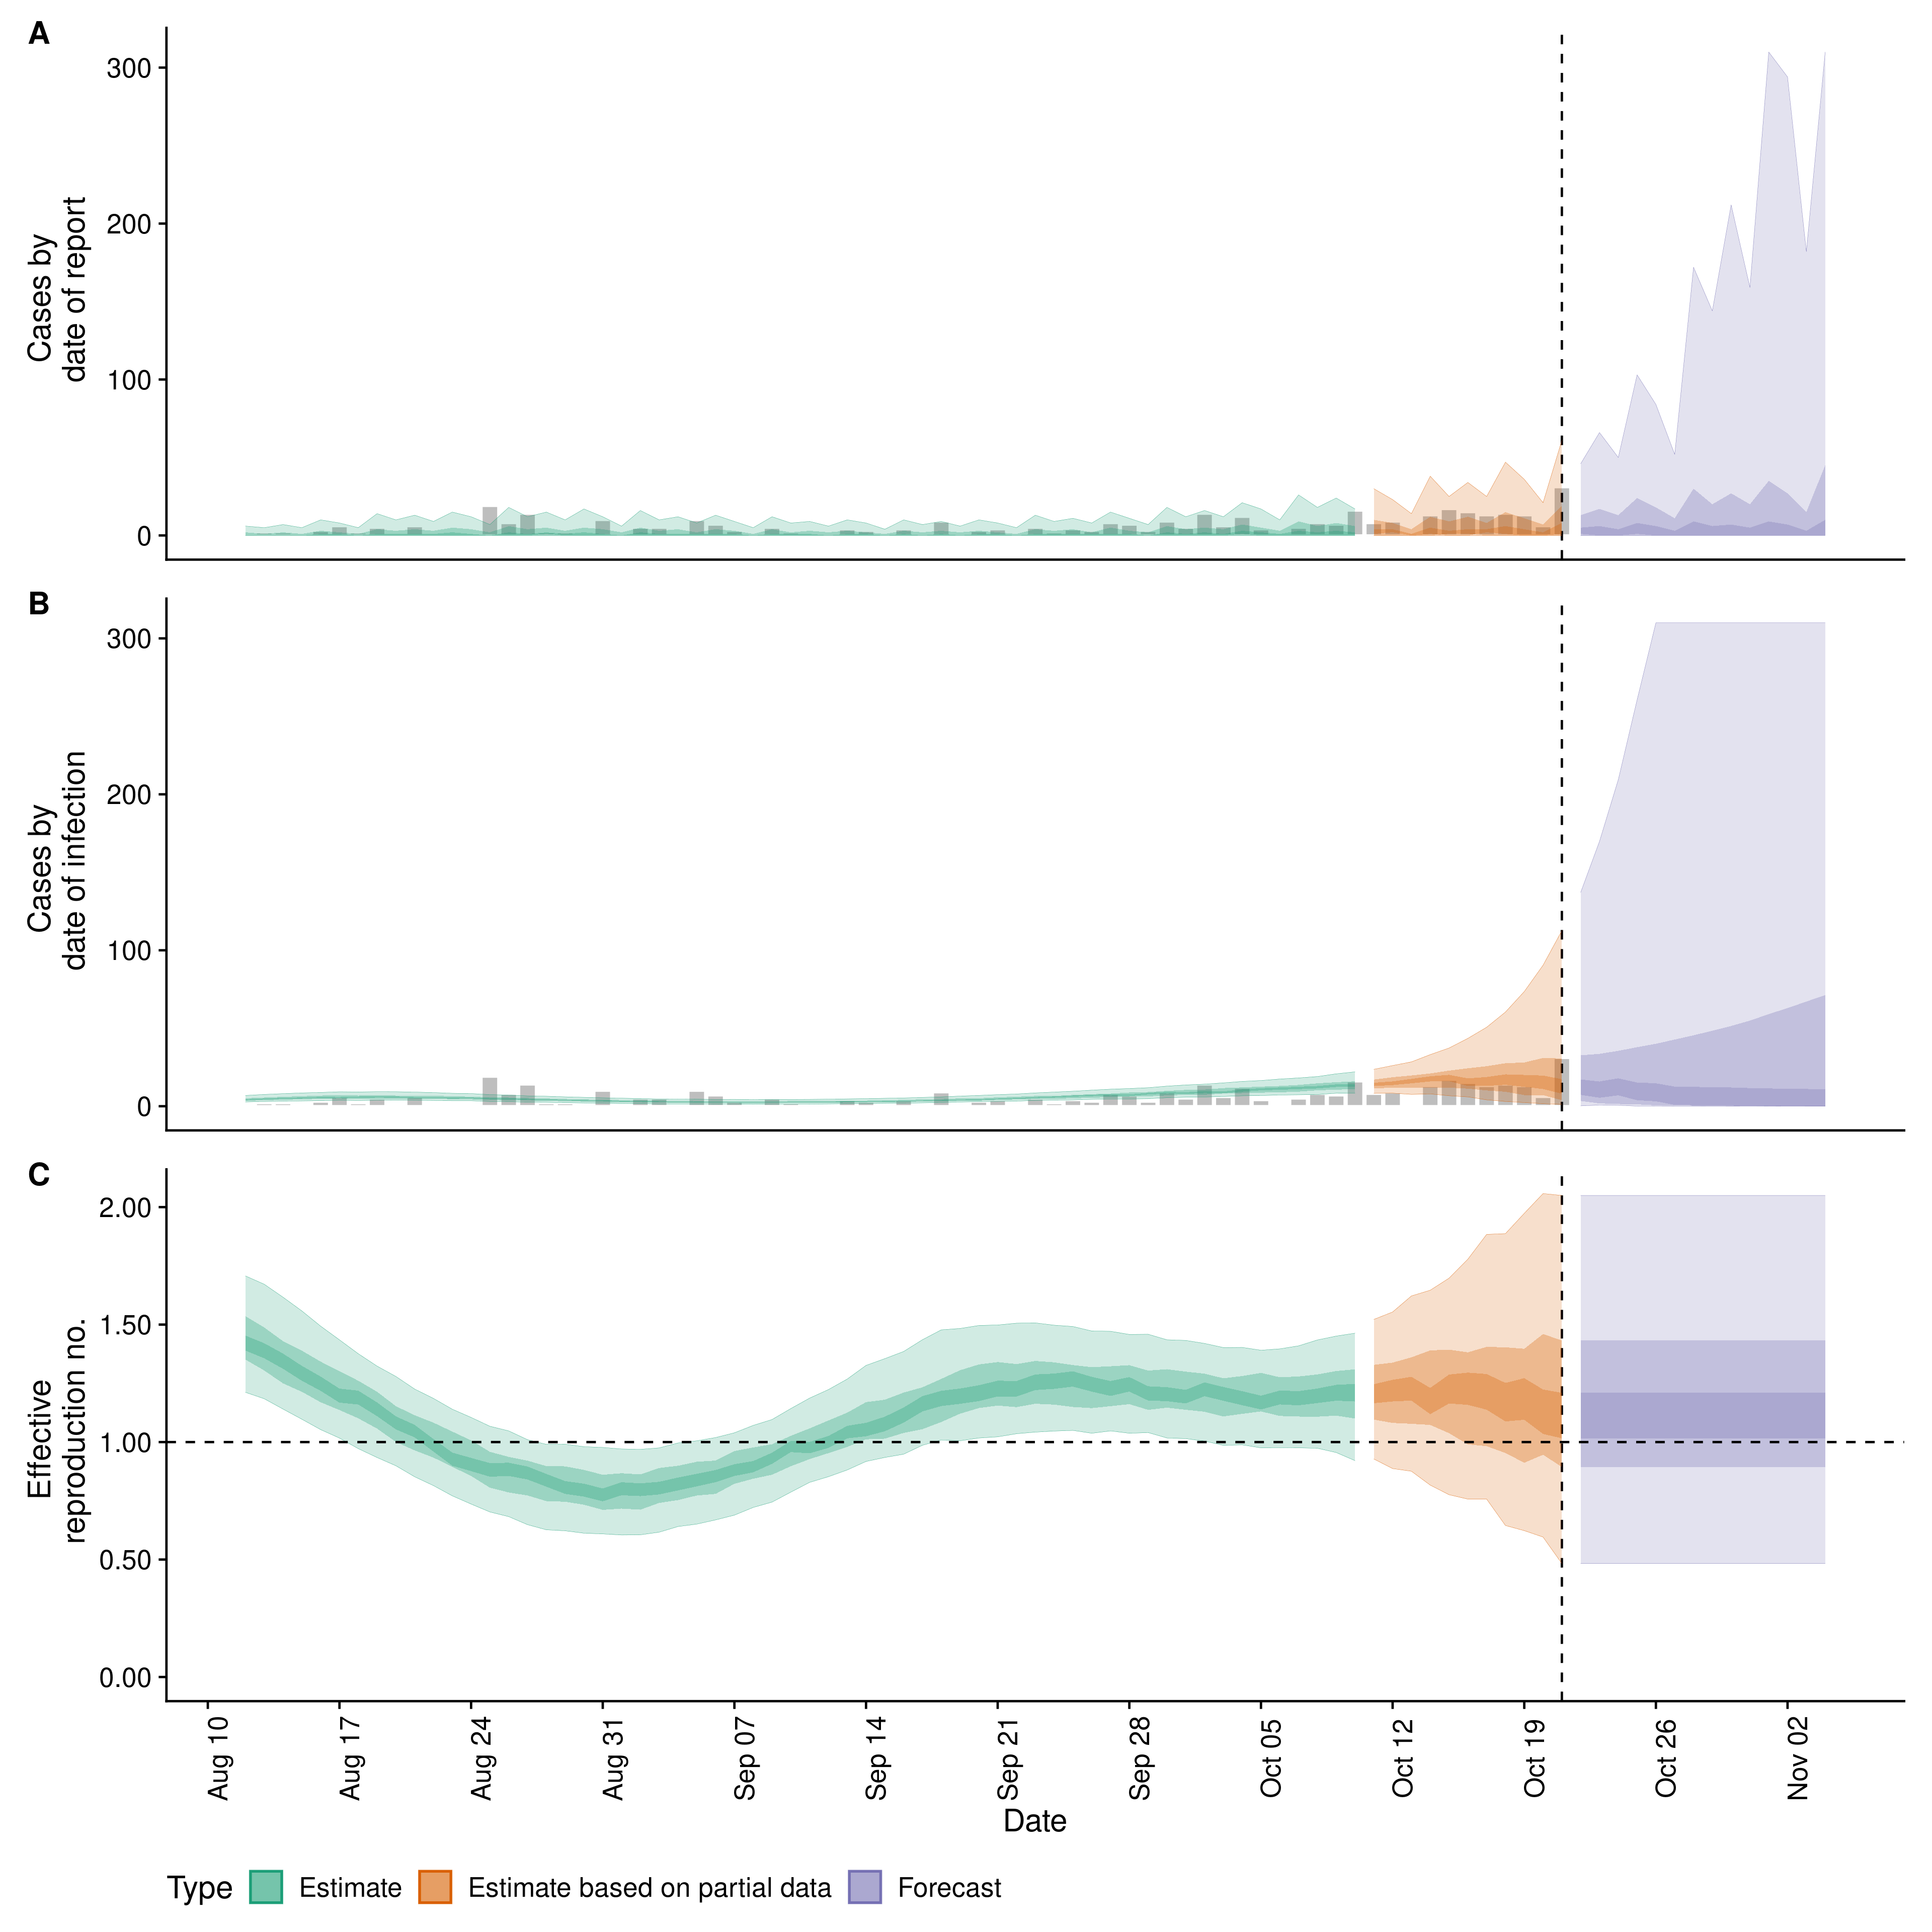 A
300
200
100
0
Cases by
date of report
B
300
200
100
0
Cases by
date of infection
C
2.00
1.50
1.00
0.50
0.00
Effective
reproduction no.
Aug 10
Aug 17
Aug 24
Aug 31
Sep 07
Sep 14
Sep 21
Sep 28
Oct 05
Oct 12
Oct 19
Oct 26
Nov 02
Date
Type Estimate Estimate based on partial data Forecast